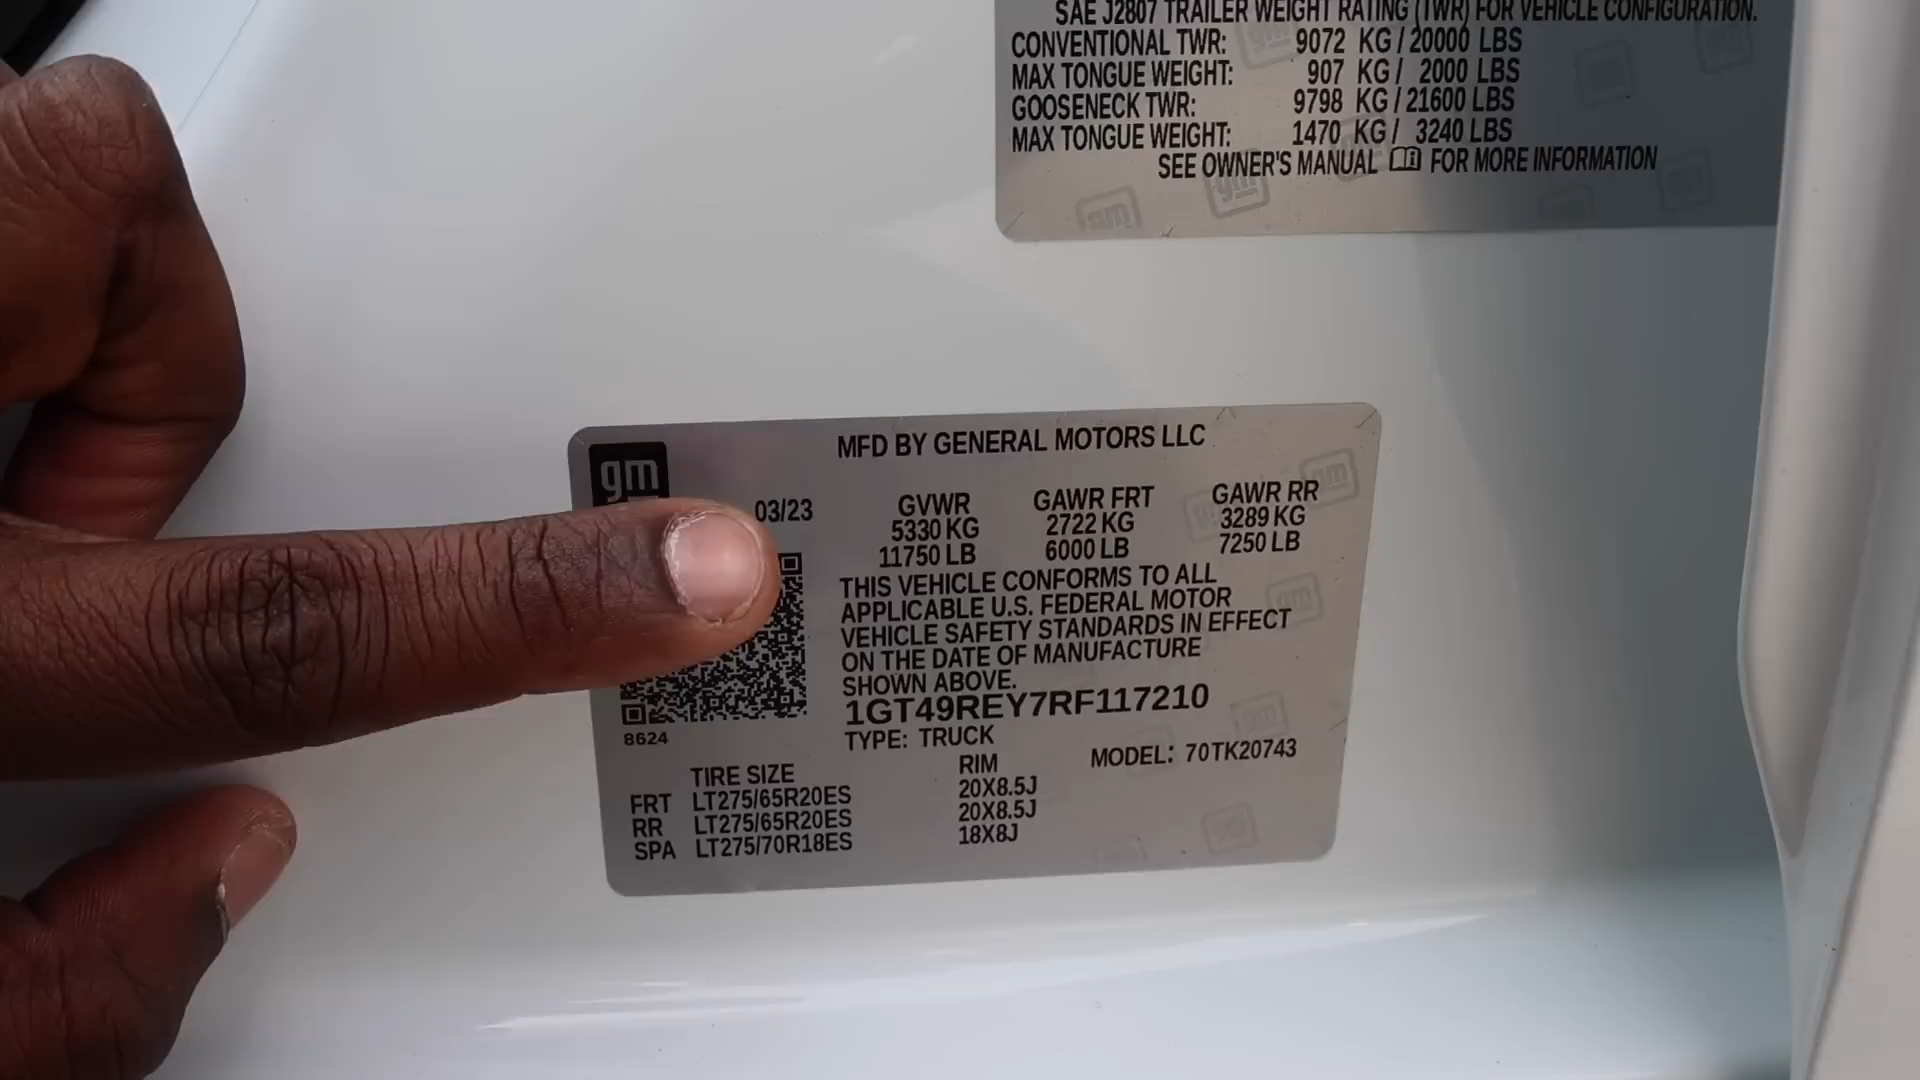 SAE J2807 TRAILER WEIGHT RATING (TWR) FOR VEHICLE CONFIGURATION.
CONVENTIONAL TWR: 9072 KG / 20000 LBS
MAX TONGUE WEIGHT: 907 KG / 2000 LBS
GOOSENECK TWR: 9798 KG / 21600 LBS
MAX TONGUE WEIGHT: 1470 KG / 3240 LBS
SEE OWNER'S MANUAL FOR MORE INFORMATION
gm
MFD BY GENERAL MOTORS LLC
03/23 GVWR GAWR FRT GAWR RR
5330 KG 2722 KG 3289 KG
11750 LB 6000 LB 7250 LB
THIS VEHICLE CONFORMS TO ALL
APPLICABLE U.S. FEDERAL MOTOR
VEHICLE SAFETY STANDARDS IN EFFECT
ON THE DATE OF MANUFACTURE
SHOWN ABOVE.
1GT49REY7RF117210
8624
TYPE: TRUCK MODEL: 70TK20743
TIRE SIZE RIM
FRT LT275/65R20ES 20X8.5J
RR LT275/65R20ES 20X8.5J
SPA LT275/70R18ES 18X8J